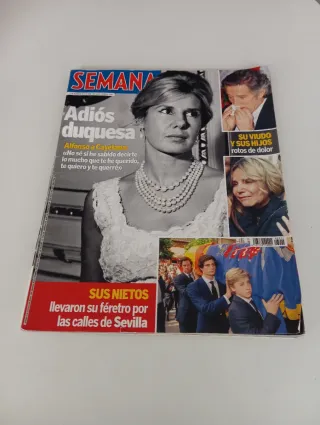 SEMANA
Adiós
duquesa
Alfonso a Cayetana:
«No sé si he sabido decirte
lo mucho que te he querido,
te quiero y te querré»
SU VIUDO
Y SUS HIJOS
rotos de dolor
SUS NIETOS
llevaron su féretro por
las calles de Sevilla